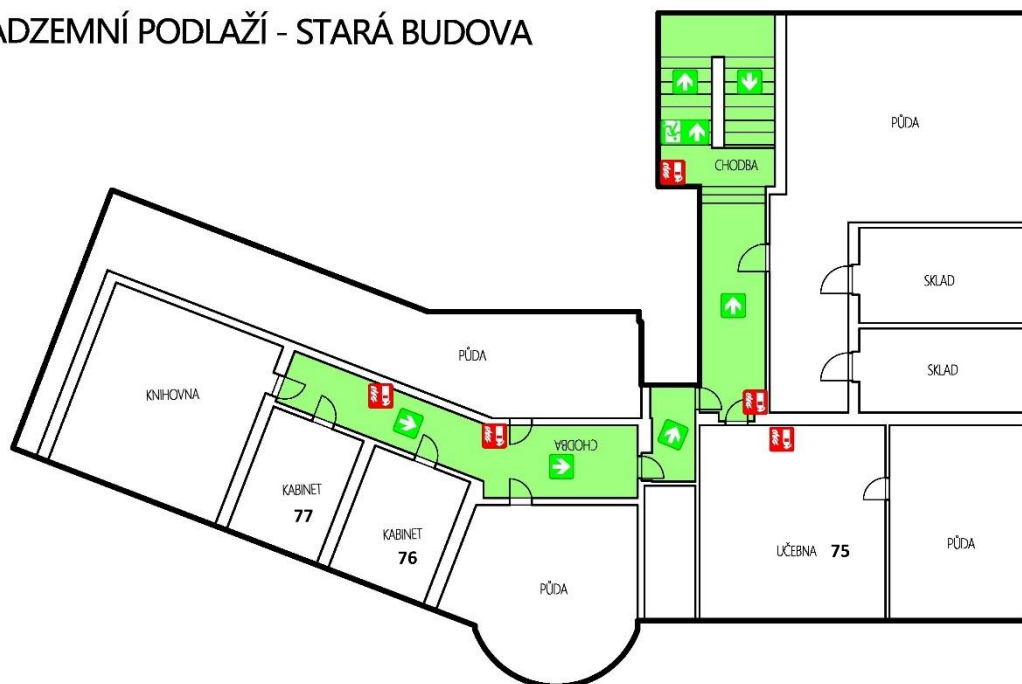 ADZEMNÍ PODLAŽÍ - STARÁ BUDOVA
PŮDA
CHODBA
SKLAD
SKLAD
PŮDA
KNIHOVNA
CHODBA
KABINET
77
KABINET
76
UČEBNA 75
PŮDA
PŮDA